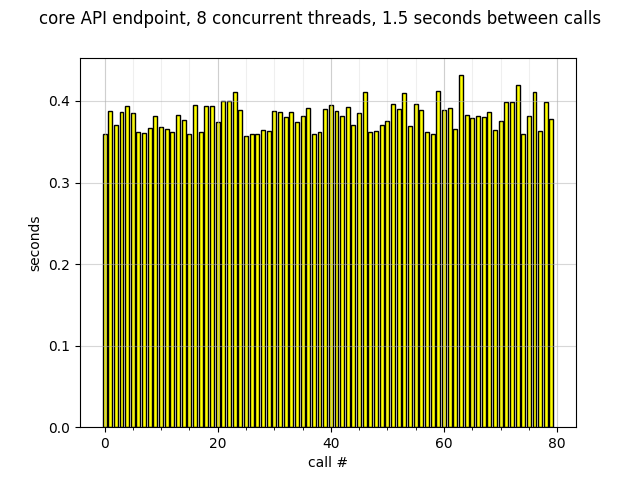 core API endpoint, 8 concurrent threads, 1.5 seconds between calls
0.4
0.3
0.2
0.1
0.0
seconds
0 20 40 60 80
call #